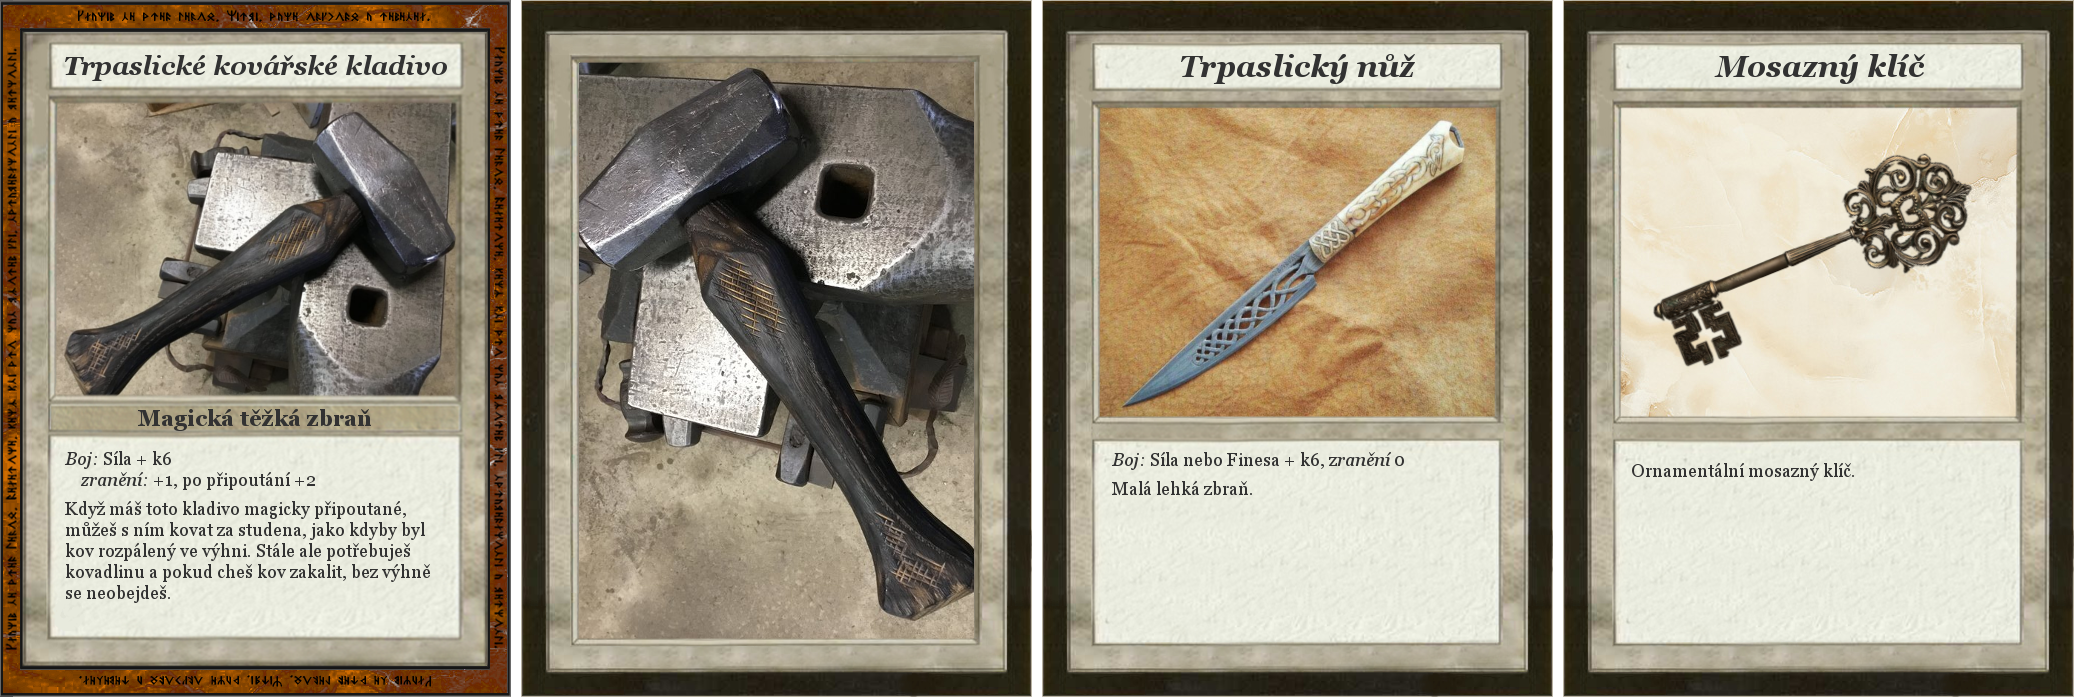 Trpaslické kovářské kladivo
Magická těžká zbraň
Boj: Síla + k6
zranění: +1, po připoutání +2
Když máš toto kladivo magicky připoutané,
můžeš s ním kovat za studena, jako kdyby byl
kov rozpálený ve výhni. Stále ale potřebuješ
kovadlinu a pokud cheš kov zakalit, bez výhně
se neobejdeš.
Trpaslický nůž
Boj: Síla nebo Finesa + k6, zranění 0
Malá lehká zbraň.
Mosazný klíč
Ornamentální mosazný klíč.